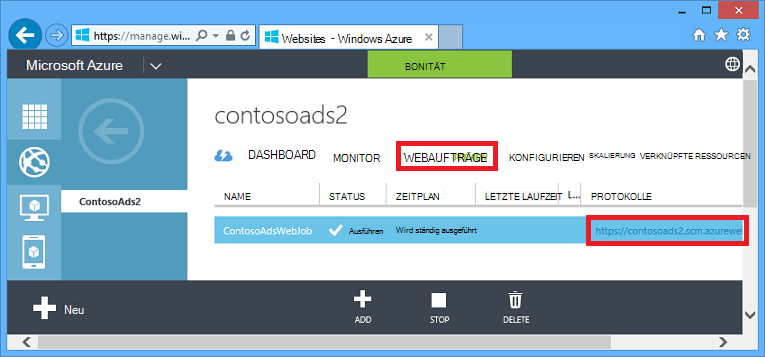 https://manage.wi...
Websites - Windows Azure
Microsoft Azure
BONITÄT
contosoads2
DASHBOARD MONITOR WEBAUFTRÄGE KONFIGURIEREN SKALIERUNG VERKNÜPFTE RESSOURCEN
ContosoAds2
NAME STATUS ZEITPLAN LETZTE LAUFZEIT L... PROTOKOLLE
ContosoAdsWebJob Ausführen Wird ständig ausgeführt https://contosoads2.scm.azurewe
Neu
ADD STOP DELETE